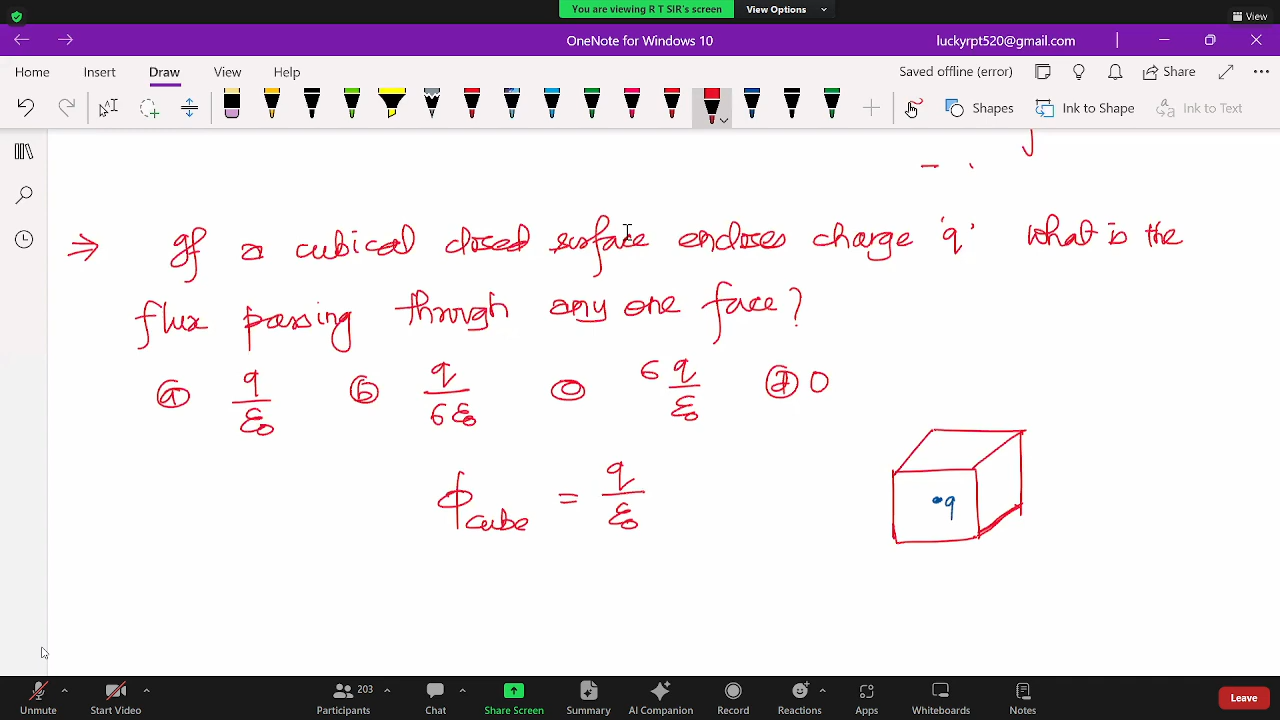 You are viewing R T SIR's screen
View Options
View
OneNote for Windows 10
luckyrpt520@gmail.com
Home Insert Draw View Help
Saved offline (error)
Share
Shapes
Ink to Shape
Ink to Text
⇒ If a cubical closed surface encloses charge 'q' what is the
flux passing through any one face?
ⓐ q/ε₀ ⓑ q/6ε₀ ⓒ 6q/ε₀ ⓓ 0
ϕcube = q/ε₀
q
Unmute
Start Video
203
Participants
Chat
Share Screen
Summary
AI Companion
Record
Reactions
Apps
Whiteboards
Notes
Leave